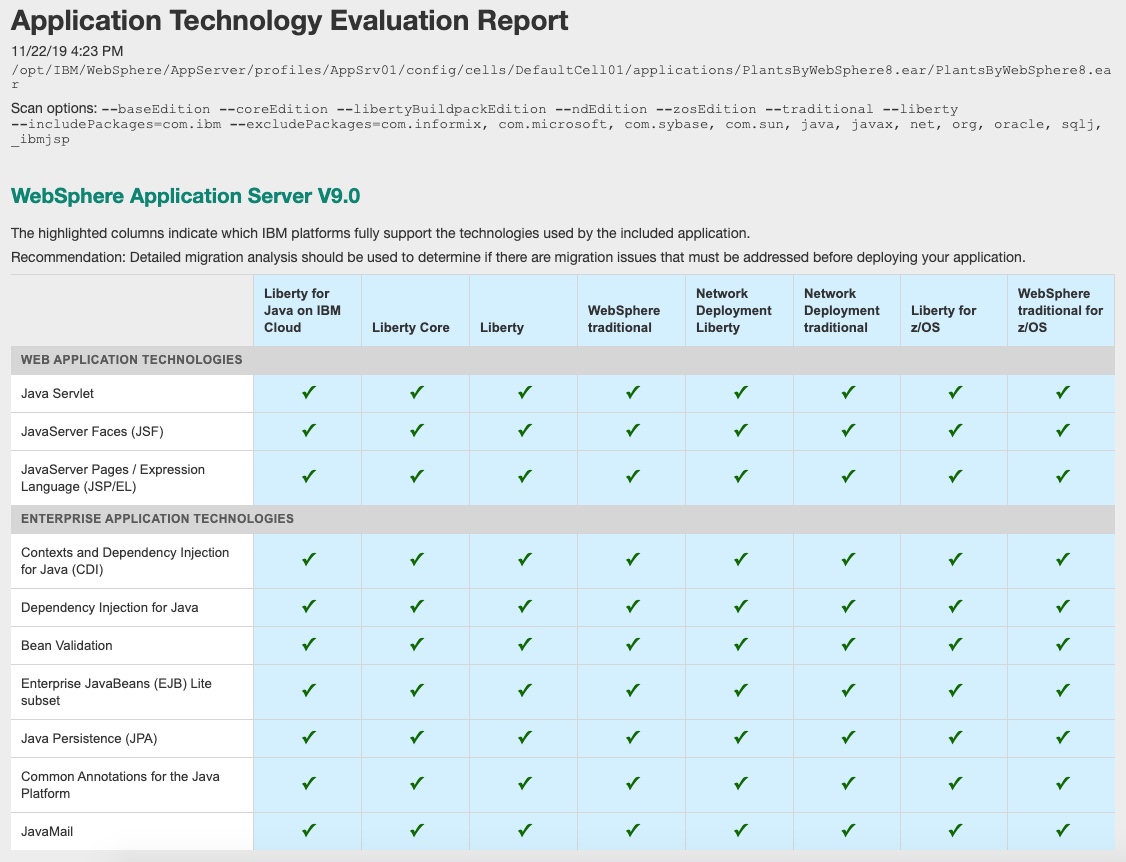 Application Technology Evaluation Report
11/22/19 4:23 PM
/opt/IBM/WebSphere/AppServer/profiles/AppSrv01/config/cells/DefaultCell01/applications/PlantsByWebSphere8.ear/PlantsByWebSphere8.ea
r
Scan options: --baseEdition --coreEdition --libertyBuildpackEdition --ndEdition --zosEdition --traditional --liberty
--includePackages=com.ibm --excludePackages=com.informix, com.microsoft, com.sybase, com.sun, java, javax, net, org, oracle, sqlj,
_ibmjsp
WebSphere Application Server V9.0
The highlighted columns indicate which IBM platforms fully support the technologies used by the included application.
Recommendation: Detailed migration analysis should be used to determine if there are migration issues that must be addressed before deploying your application.
Liberty for
Java on IBM
Cloud
Liberty Core
Liberty
WebSphere
traditional
Network
Deployment
Liberty
Network
Deployment
traditional
Liberty for
z/OS
WebSphere
traditional for
z/OS
WEB APPLICATION TECHNOLOGIES
Java Servlet ✓ ✓ ✓ ✓ ✓ ✓ ✓ ✓
JavaServer Faces (JSF) ✓ ✓ ✓ ✓ ✓ ✓ ✓ ✓
JavaServer Pages / Expression
Language (JSP/EL) ✓ ✓ ✓ ✓ ✓ ✓ ✓ ✓
ENTERPRISE APPLICATION TECHNOLOGIES
Contexts and Dependency Injection
for Java (CDI) ✓ ✓ ✓ ✓ ✓ ✓ ✓ ✓
Dependency Injection for Java ✓ ✓ ✓ ✓ ✓ ✓ ✓ ✓
Bean Validation ✓ ✓ ✓ ✓ ✓ ✓ ✓ ✓
Enterprise JavaBeans (EJB) Lite
subset ✓ ✓ ✓ ✓ ✓ ✓ ✓ ✓
Java Persistence (JPA) ✓ ✓ ✓ ✓ ✓ ✓ ✓ ✓
Common Annotations for the Java
Platform ✓ ✓ ✓ ✓ ✓ ✓ ✓ ✓
JavaMail ✓ ✓ ✓ ✓ ✓ ✓ ✓ ✓